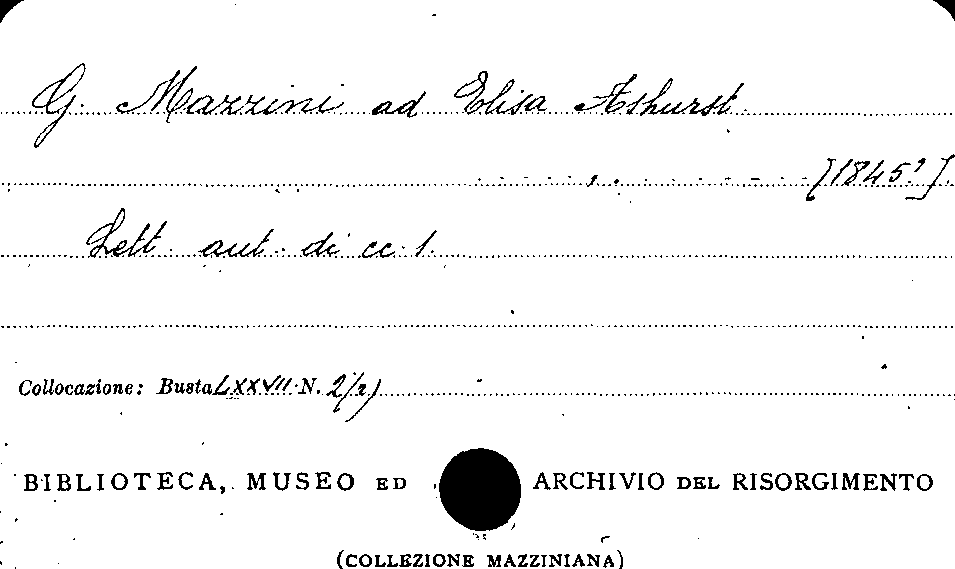 G. Mazzini ad Elisa Ashurst
[1845?].
Lett. aut. di cc. 1.
Collocazione: Busta LXXVII N. 2(2)
BIBLIOTECA, MUSEO ED ARCHIVIO DEL RISORGIMENTO
(COLLEZIONE MAZZINIANA)